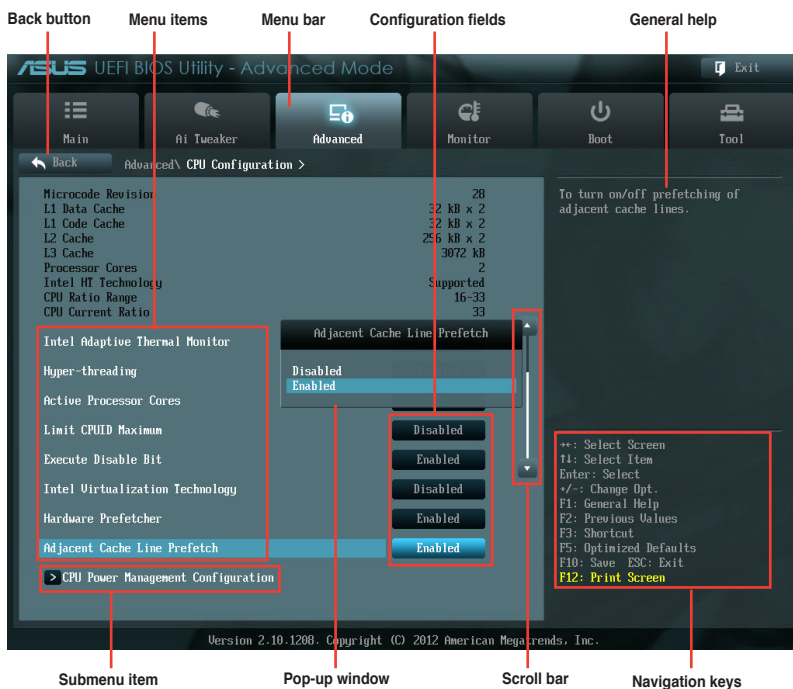 Back button Menu items Menu bar Configuration fields General help
ASUS UEFI BIOS Utility - Advanced Mode Exit
Main Ai Tweaker Advanced Monitor Boot Tool
Back Advanced\ CPU Configuration >
Microcode Revision 28
L1 Data Cache 32 kB x 2
L1 Code Cache 32 kB x 2
L2 Cache 256 kB x 2
L3 Cache 3072 kB
Processor Cores 2
Intel HT Technology Supported
CPU Ratio Range 16-33
CPU Current Ratio 33
To turn on/off prefetching of
adjacent cache lines.
Intel Adaptive Thermal Monitor
Hyper-threading
Active Processor Cores
Adjacent Cache Line Prefetch
Disabled
Enabled
Limit CPUID Maximum Disabled
Execute Disable Bit Enabled
Intel Virtualization Technology Disabled
Hardware Prefetcher Enabled
Adjacent Cache Line Prefetch Enabled
> CPU Power Management Configuration
→←: Select Screen
↑↓: Select Item
Enter: Select
+/-: Change Opt.
F1: General Help
F2: Previous Values
F3: Shortcut
F5: Optimized Defaults
F10: Save ESC: Exit
F12: Print Screen
Version 2.10.1208. Copyright (C) 2012 American Megatrends, Inc.
Submenu item Pop-up window Scroll bar Navigation keys